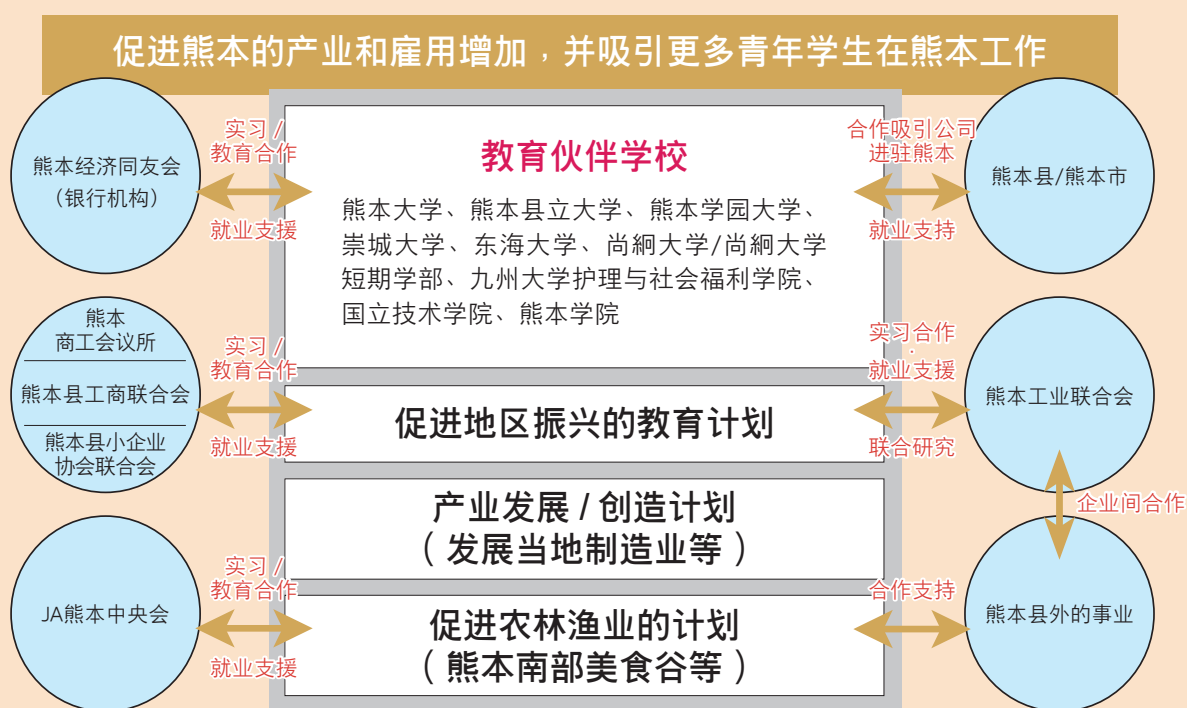 促进熊本的产业和雇用增加，并吸引更多青年学生在熊本工作
熊本经济同友会
（银行机构）
实习 /
教育合作
就业支援
教育伙伴学校
熊本大学、熊本县立大学、熊本学园大学、
崇城大学、东海大学、尚絅大学/尚絅大学
短期学部、九州大学护理与社会福利学院、
国立技术学院、熊本学院
合作吸引公司
进驻熊本
就业支持
熊本县/熊本市
熊本
商工会议所
熊本县工商联合会
熊本县小企业
协会联合会
实习 /
教育合作
就业支援
促进地区振兴的教育计划
实习合作
·
就业支援
联合研究
熊本工业联合会
企业间合作
产业发展 / 创造计划
（ 发展当地制造业等 ）
JA熊本中央会
实习 /
教育合作
就业支援
促进农林渔业的计划
（ 熊本南部美食谷等 ）
合作支持
熊本县外的事业